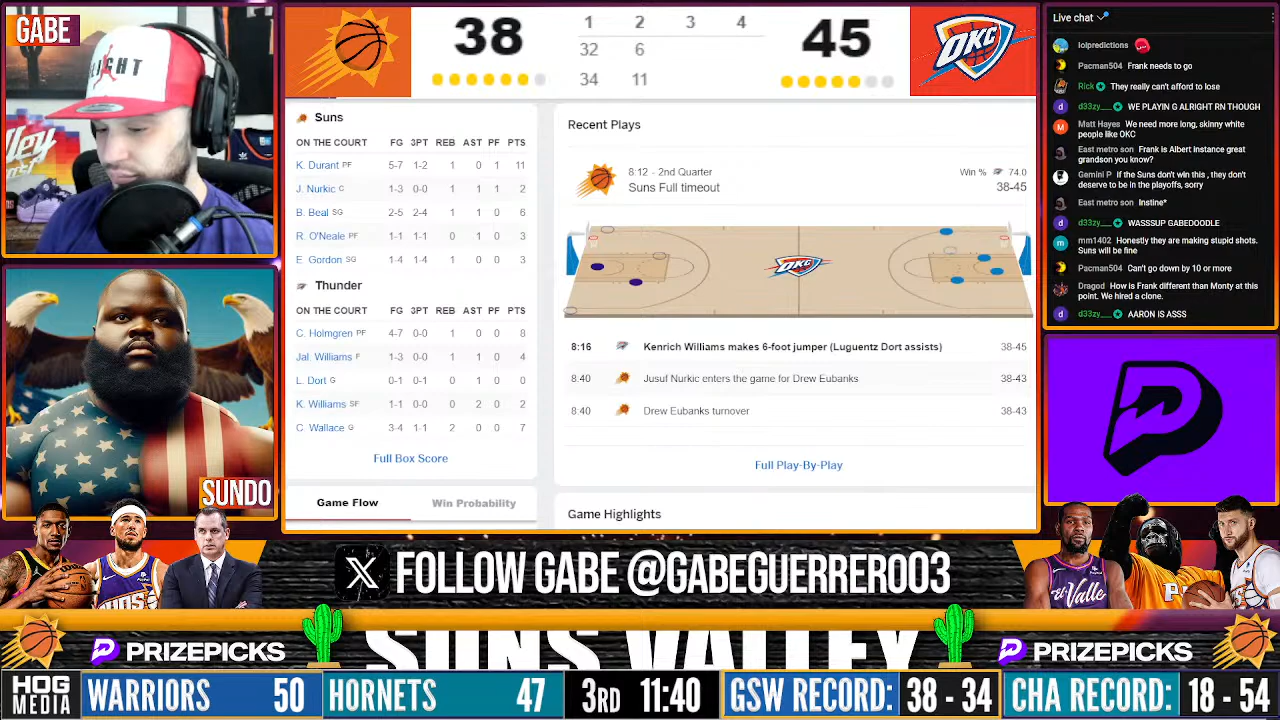 GABE
38
1 2 3 4
32 6
34 11
45
OKC
Suns
ON THE COURT FG 3PT REB AST PF PTS
K. Durant PF 5-7 1-2 1 0 1 11
J. Nurkic C 1-3 0-0 1 1 1 2
B. Beal SG 2-5 2-4 1 1 0 6
R. O'Neale PF 1-1 1-1 0 1 0 3
E. Gordon SG 1-4 1-4 1 0 0 3
Thunder
ON THE COURT FG 3PT REB AST PF PTS
C. Holmgren PF 4-7 0-0 1 0 0 8
Jal. Williams F 1-3 0-0 1 1 0 4
L. Dort G 0-1 0-1 0 1 0 0
K. Williams SF 1-1 0-0 0 2 0 2
C. Wallace G 3-4 1-1 2 0 0 7
Full Box Score
Game Flow Win Probability
Recent Plays
8:12 - 2nd Quarter
Suns Full timeout
Win % 74.0
38-45
OKC
8:16 Kenrich Williams makes 6-foot jumper (Luguentz Dort assists) 38-45
8:40 Jusuf Nurkic enters the game for Drew Eubanks 38-43
8:40 Drew Eubanks turnover 38-43
Full Play-By-Play
Game Highlights
Live chat
lolpredictions
Pacman504 Frank needs to go
Rick They really can't afford to lose
d33zy___ WE PLAYIN G ALRIGHT RN THOUGH
Matt Hayes We need more long, skinny white
people like OKC
East metro son Frank is Albert Instance great
grandson you know?
Gemini P If the Suns don't win this , they don't
deserve to be in the playoffs, sorry
East metro son Instine*
d33zy___ WASSSUP GABEDOODLE
mm1402 Honestly they are making stupid shots.
Suns will be fine
Pacman504 Can't go down by 10 or more
Dragod How is Frank different than Monty at this
point. We hired a clone.
d33zy___ AARON IS ASSS
SUNDO
X FOLLOW GABE @GABEGUERRERO03
PRIZEPICKS
SUNS VALLEY
PRIZEPICKS
HOG
MEDIA
WARRIORS 50 HORNETS 47 3RD 11:40 GSW RECORD: 38 - 34 CHA RECORD: 18 - 54